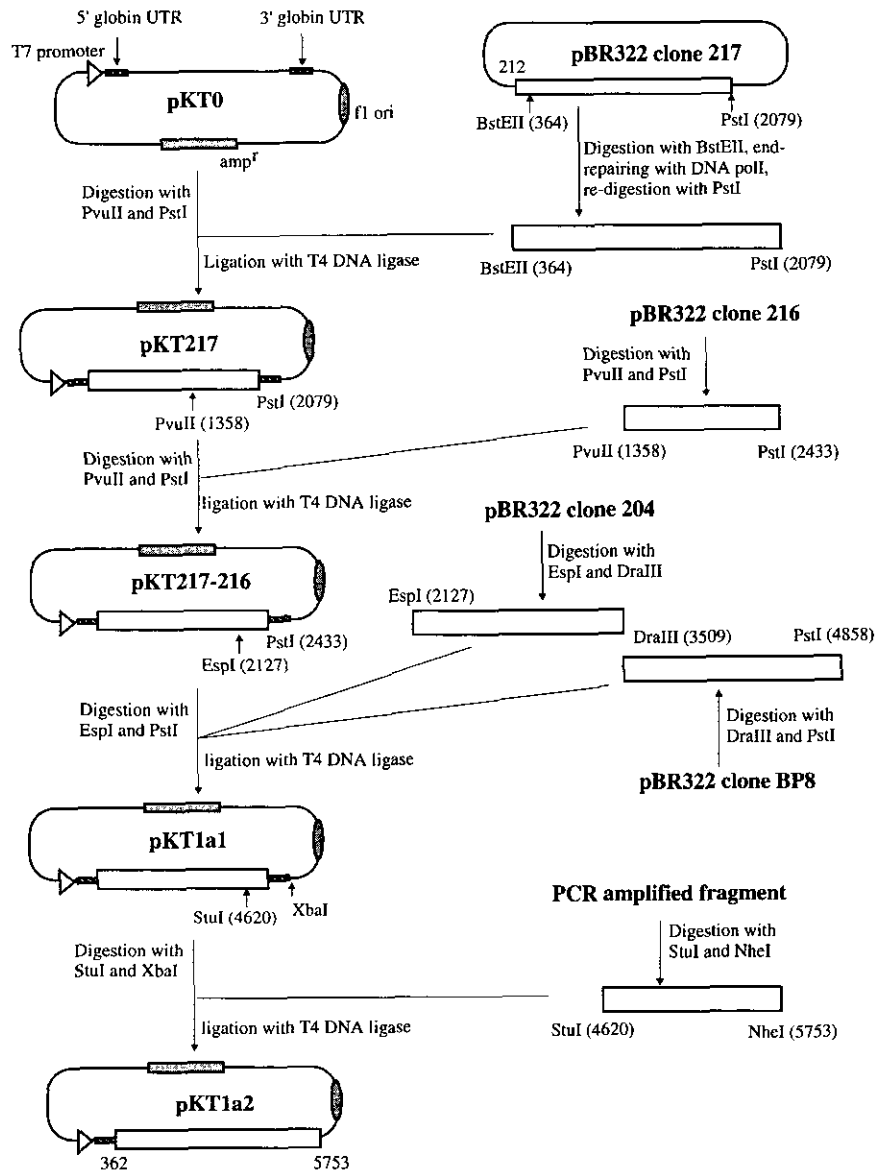 5' globin UTR
3' globin UTR
T7 promoter
pKT0
f1 ori
amp^r
pBR322 clone 217
212
BstEII (364)
PstI (2079)
Digestion with BstEII, end-
repairing with DNA polI,
re-digestion with PstI
Digestion with
PvuII and PstI
Ligation with T4 DNA ligase
BstEII (364)
PstI (2079)
pKT217
PstI (2079)
PvuII (1358)
pBR322 clone 216
Digestion with
PvuII and PstI
PvuII (1358)
PstI (2433)
Digestion with
PvuII and PstI
ligation with T4 DNA ligase
pBR322 clone 204
Digestion with
EspI and DraIII
EspI (2127)
pKT217-216
PstI (2433)
EspI (2127)
DraIII (3509)
PstI (4858)
Digestion with
EspI and PstI
ligation with T4 DNA ligase
Digestion with
DraIII and PstI
pBR322 clone BP8
pKT1a1
StuI (4620)
XbaI
PCR amplified fragment
Digestion with
StuI and NheI
Digestion with
StuI and XbaI
ligation with T4 DNA ligase
StuI (4620)
NheI (5753)
pKT1a2
362
5753